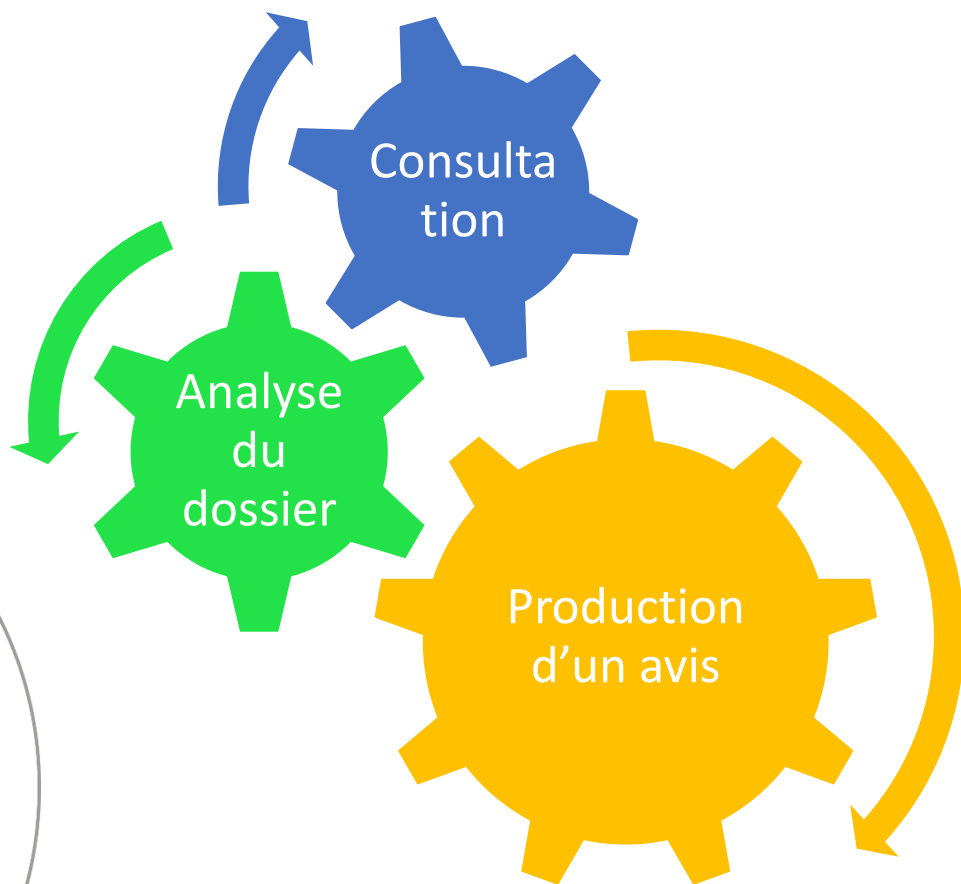 Consulta
tion
Analyse
du
dossier
Production
d’un avis